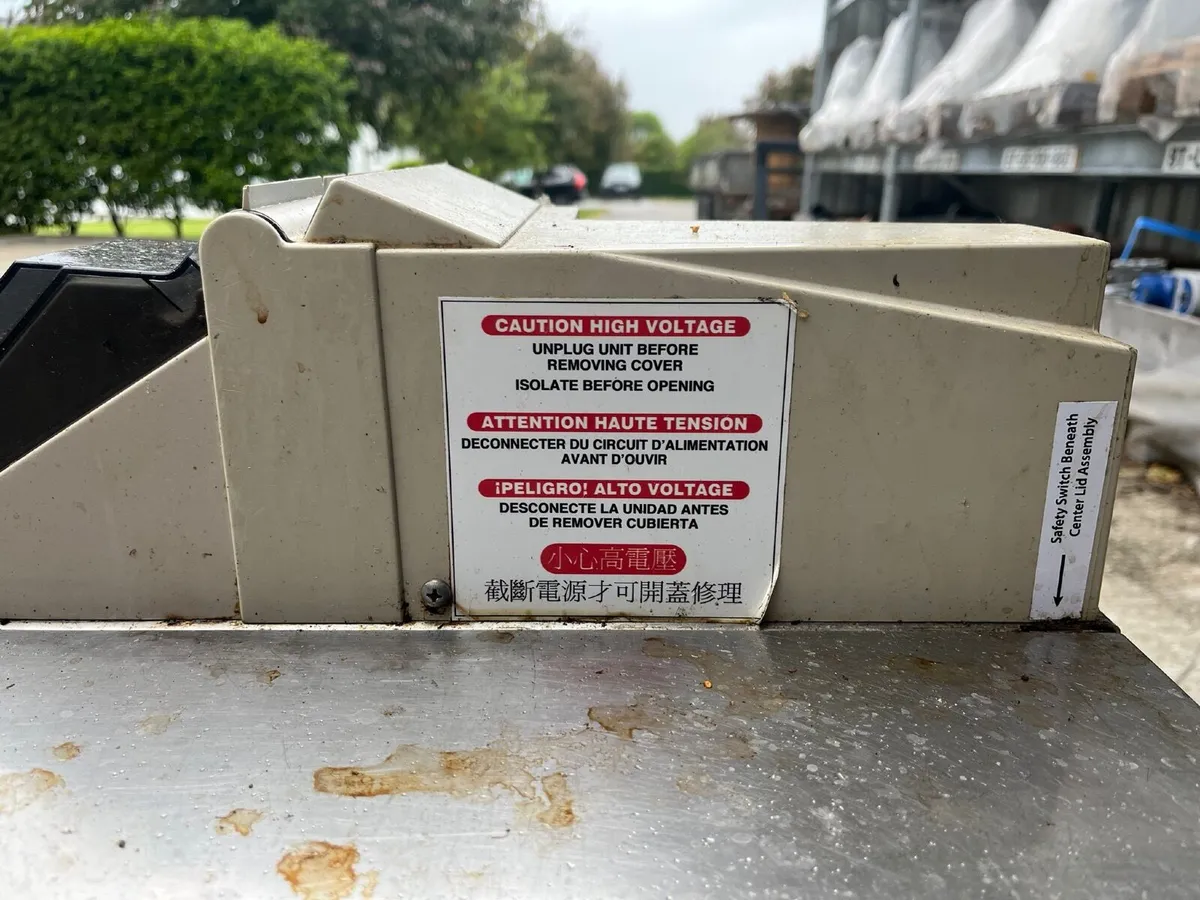 CAUTION HIGH VOLTAGE
UNPLUG UNIT BEFORE
REMOVING COVER
ISOLATE BEFORE OPENING
ATTENTION HAUTE TENSION
DECONNECTER DU CIRCUIT D'ALIMENTATION
AVANT D'OUVIR
¡PELIGRO! ALTO VOLTAGE
DESCONECTE LA UNIDAD ANTES
DE REMOVER CUBIERTA
小心高電壓
截斷電源才可開蓋修理
Safety Switch Beneath
Center Lid Assembly